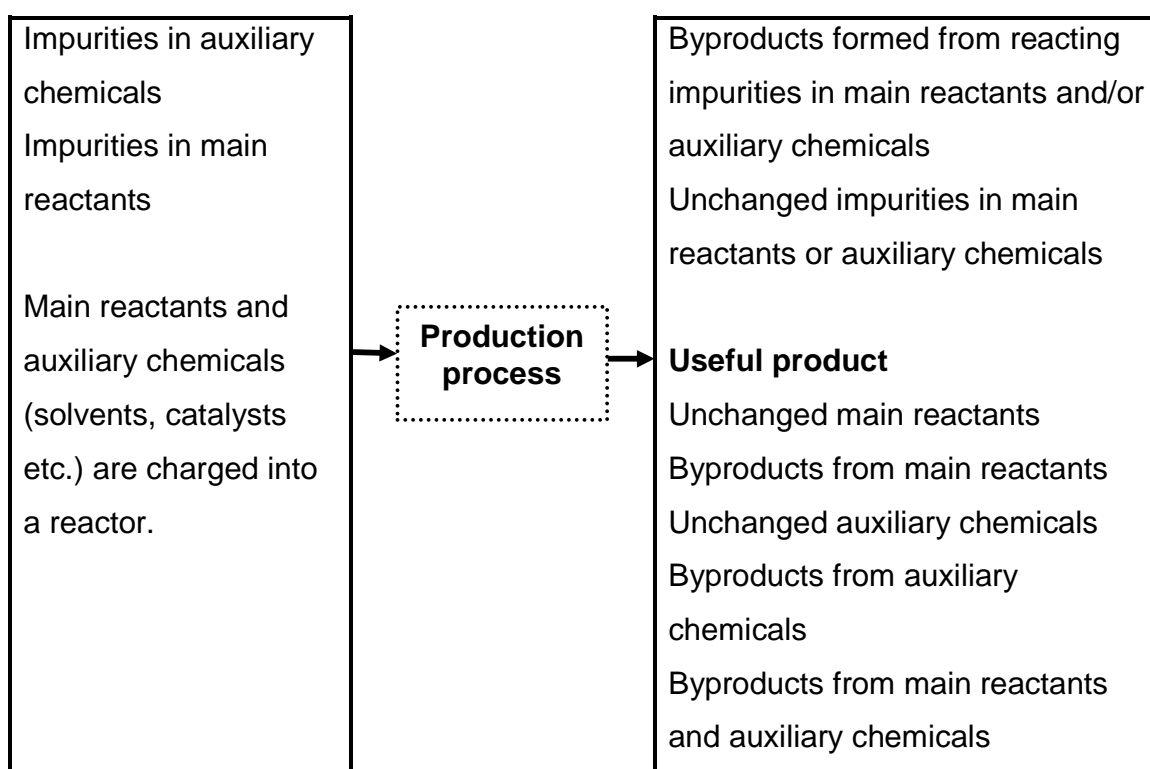 Impurities in auxiliary
chemicals
Impurities in main
reactants
Main reactants and
auxiliary chemicals
(solvents, catalysts
etc.) are charged into
a reactor.
Production
process
Byproducts formed from reacting
impurities in main reactants and/or
auxiliary chemicals
Unchanged impurities in main
reactants or auxiliary chemicals
Useful product
Unchanged main reactants
Byproducts from main reactants
Unchanged auxiliary chemicals
Byproducts from auxiliary
chemicals
Byproducts from main reactants
and auxiliary chemicals